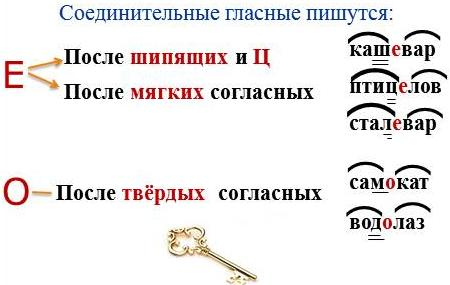 Соединительные гласные пишутся:
Е
После шипящих и Ц
После мягких согласных
кашевар
птицелов
сталевар
О
После твёрдых согласных
самокат
водолаз